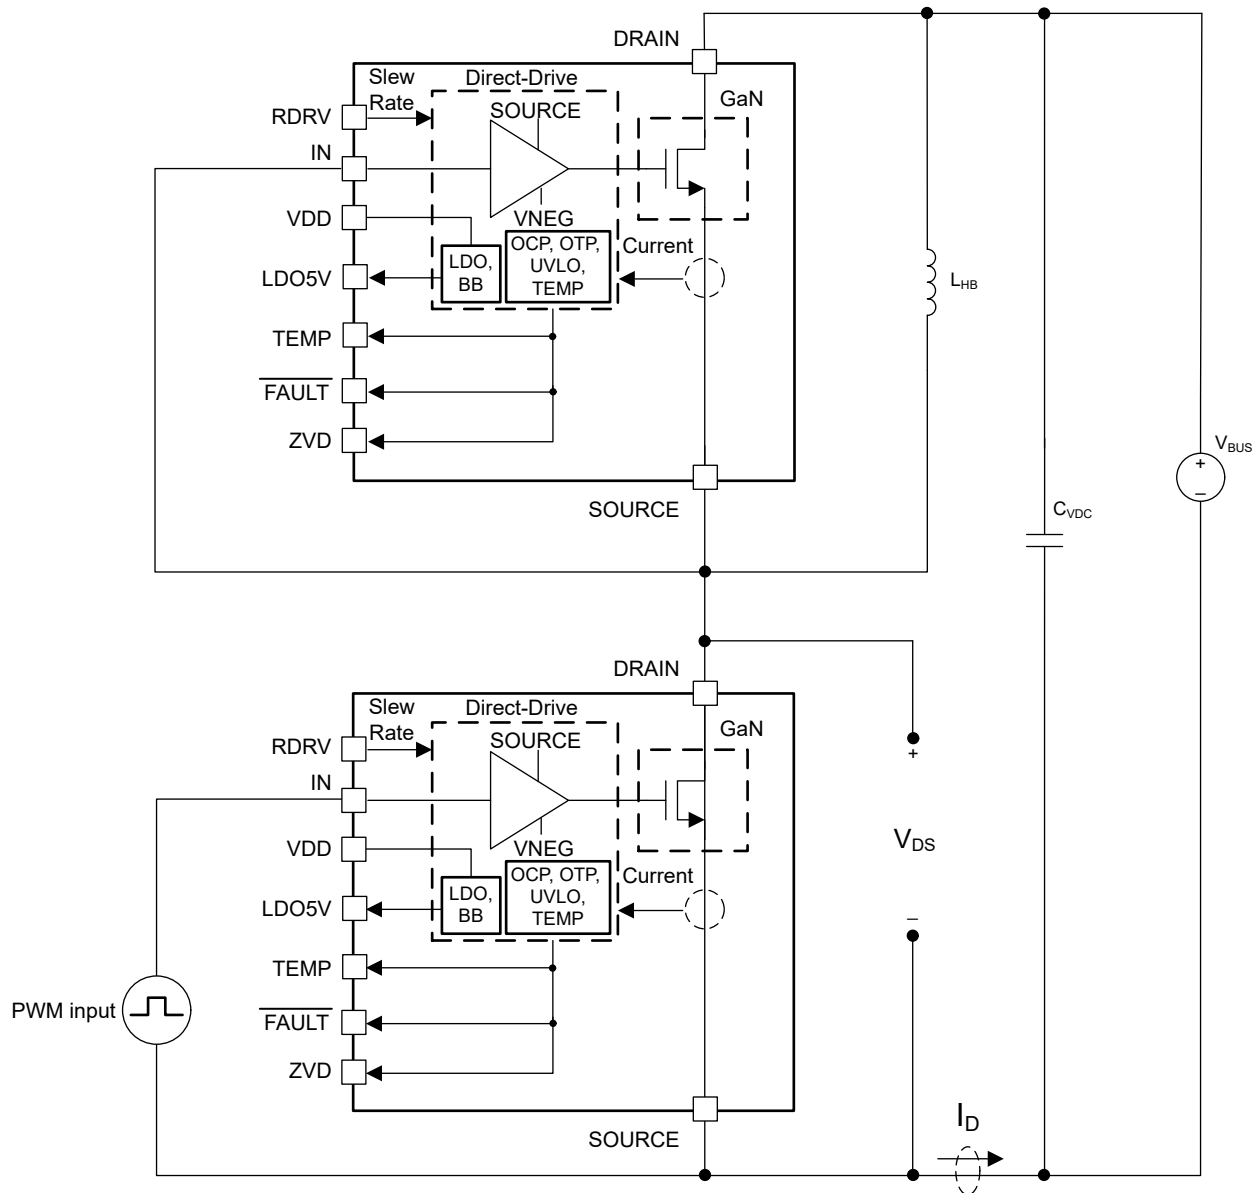 DRAIN
Slew
Rate
Direct-Drive
GaN
RDRV
SOURCE
IN
VDD
VNEG
LDO,
BB
OCP, OTP,
UVLO,
TEMP
Current
LDO5V
TEMP
FAULT
ZVD
SOURCE
LHB
CVDC
VBUS
+
–
DRAIN
Slew
Rate
Direct-Drive
GaN
RDRV
SOURCE
IN
VDD
VNEG
LDO,
BB
OCP, OTP,
UVLO,
TEMP
Current
LDO5V
TEMP
FAULT
ZVD
SOURCE
PWM input
+
VDS
–
ID